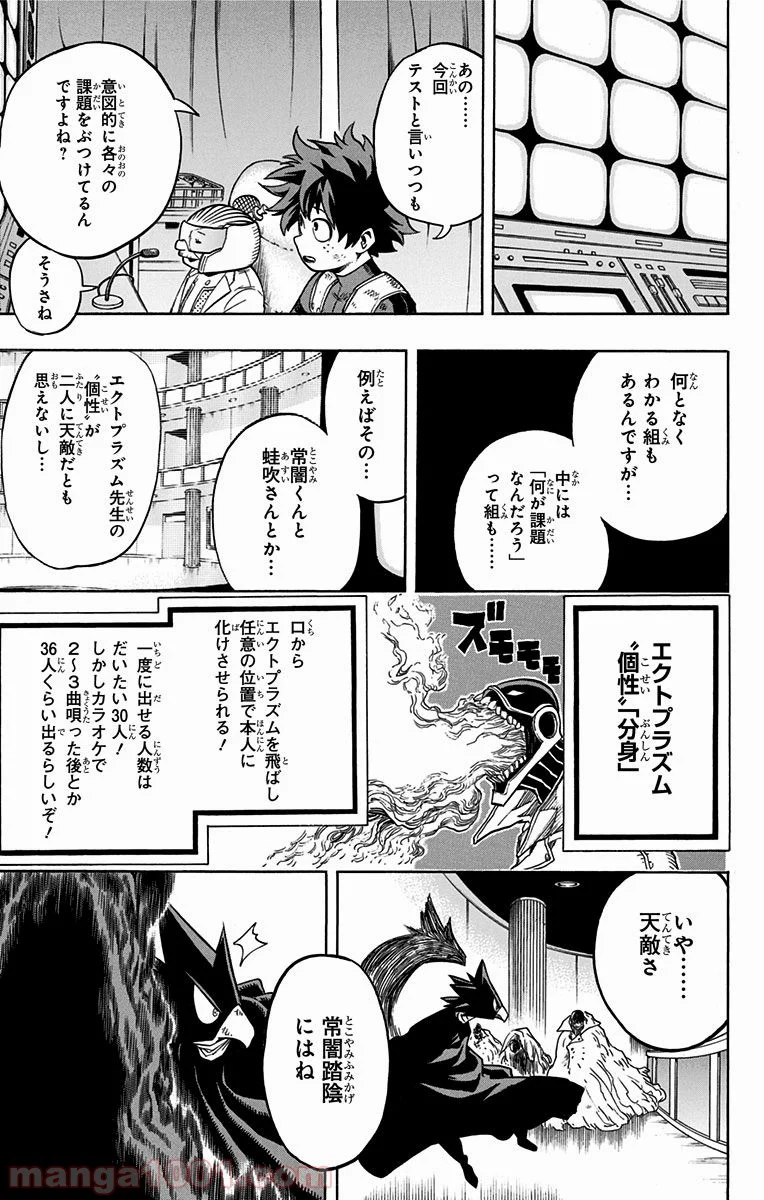 あの……
今回
テストと言いつつも
意図的に各々の
課題をぶつけてるん
ですよね？
そうさね
何となく
わかる組も
あるんですが…
中には
「何が課題
なんだろう」
って組も……
例えばその…
常闇くんと
蛙吹さんとか…
エクトプラズム先生の
〝個性〟が
二人に天敵だとも
思えないし…
エクトプラズム
〝個性〟「分身」
ズモモモモ
口から
エクトプラズムを飛ばし
任意の位置で本人に
化けさせられる！
一度に出せる人数は
だいたい30人！
しかしカラオケで
2〜3曲唄った後とか
36人くらい出るらしいぞ！
いや……
天敵さ
常闇踏陰
にはね
manga1001.com